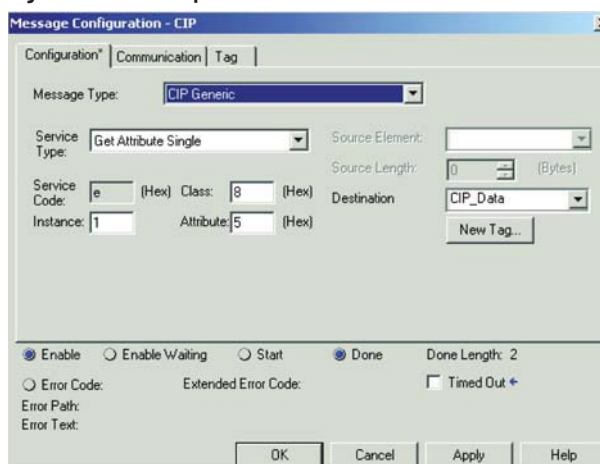 Message Configuration - CIP
Configuration* Communication Tag
Message Type: CIP Generic
Service Type: Get Attribute Single
Source Element:
Source Length: 0 (Bytes)
Service Code: e (Hex) Class: 8 (Hex)
Destination CIP_Data
Instance: 1 Attribute: 5 (Hex)
New Tag...
Enable Enable Waiting Start Done Done Length: 2
Error Code: Extended Error Code: Timed Out
Error Path:
Error Text:
OK Cancel Apply Help